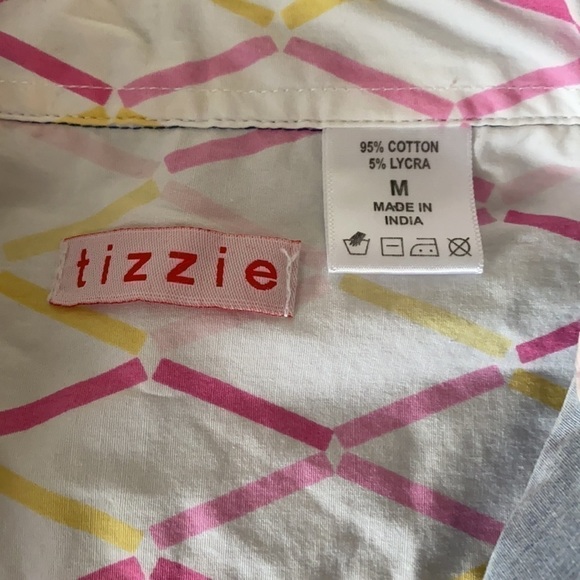 95% COTTON
5% LYCRA
M
MADE IN
INDIA
tizzie